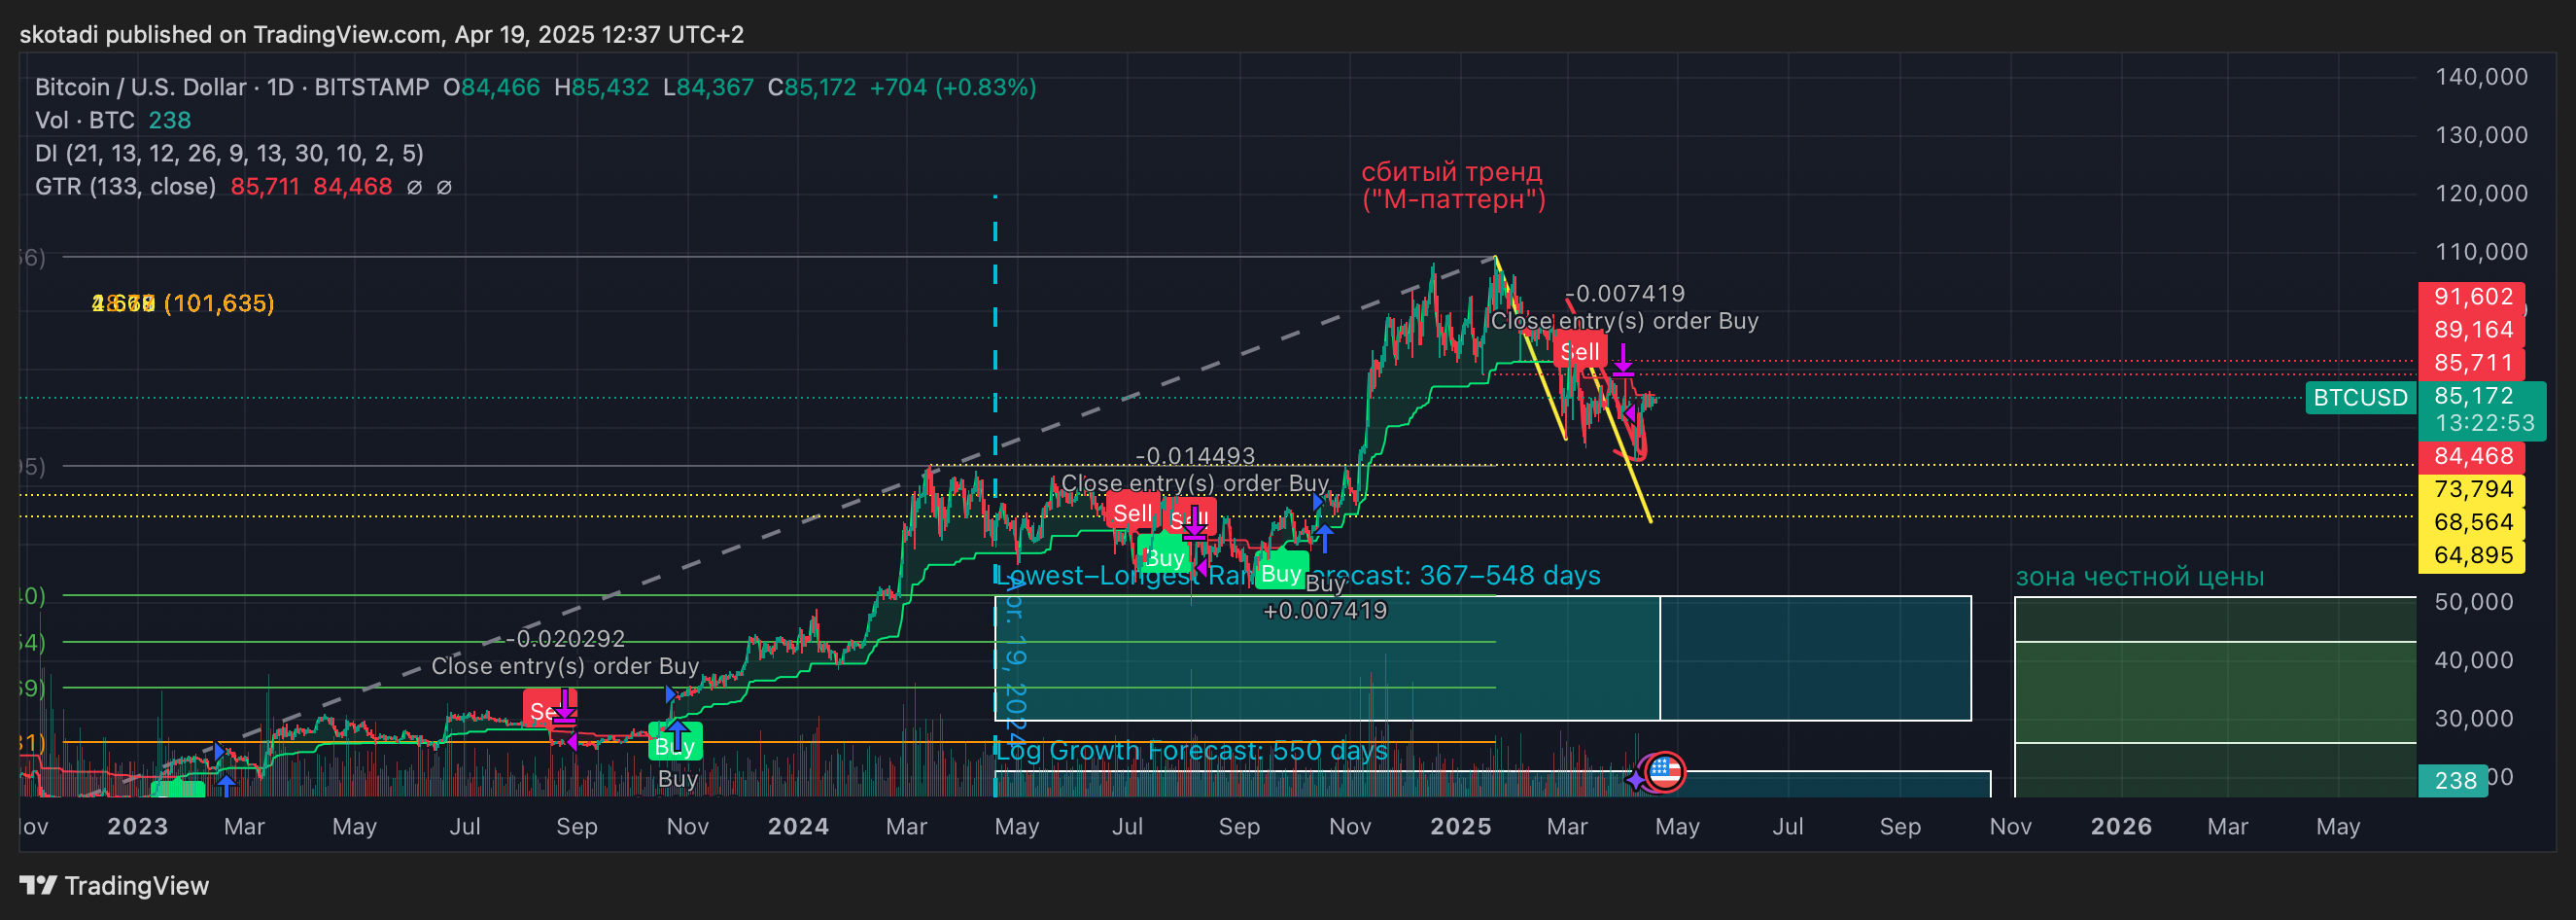 skotadi published on TradingView.com, Apr 19, 2025 12:37 UTC+2
Bitcoin / U.S. Dollar · 1D · BITSTAMP O84,466 H85,432 L84,367 C85,172 +704 (+0.83%)
Vol · BTC 238
DI (21, 13, 12, 26, 9, 13, 30, 10, 2, 5)
GTR (133, close) 85,711 84,468 ∅ ∅
сбитый тренд
("М-паттерн")
(101,635)
-0.007419
Close entry(s) order Buy
Sell
-0.014493
Close entry(s) order Buy
Sell
Sell
Buy
Buy
Buy
+0.007419
Lowest–Longest Forecast: 367–548 days
зона честной цены
-0.020292
Close entry(s) order Buy
Buy
Buy
Apr. 19, 2024
Log Growth Forecast: 550 days
140,000
130,000
120,000
110,000
91,602
89,164
85,711
BTCUSD 85,172
13:22:53
84,468
73,794
68,564
64,895
50,000
40,000
30,000
238
2023 Mar May Jul Sep Nov 2024 Mar May Jul Sep Nov 2025 Mar May Jul Sep Nov 2026 Mar May
TradingView